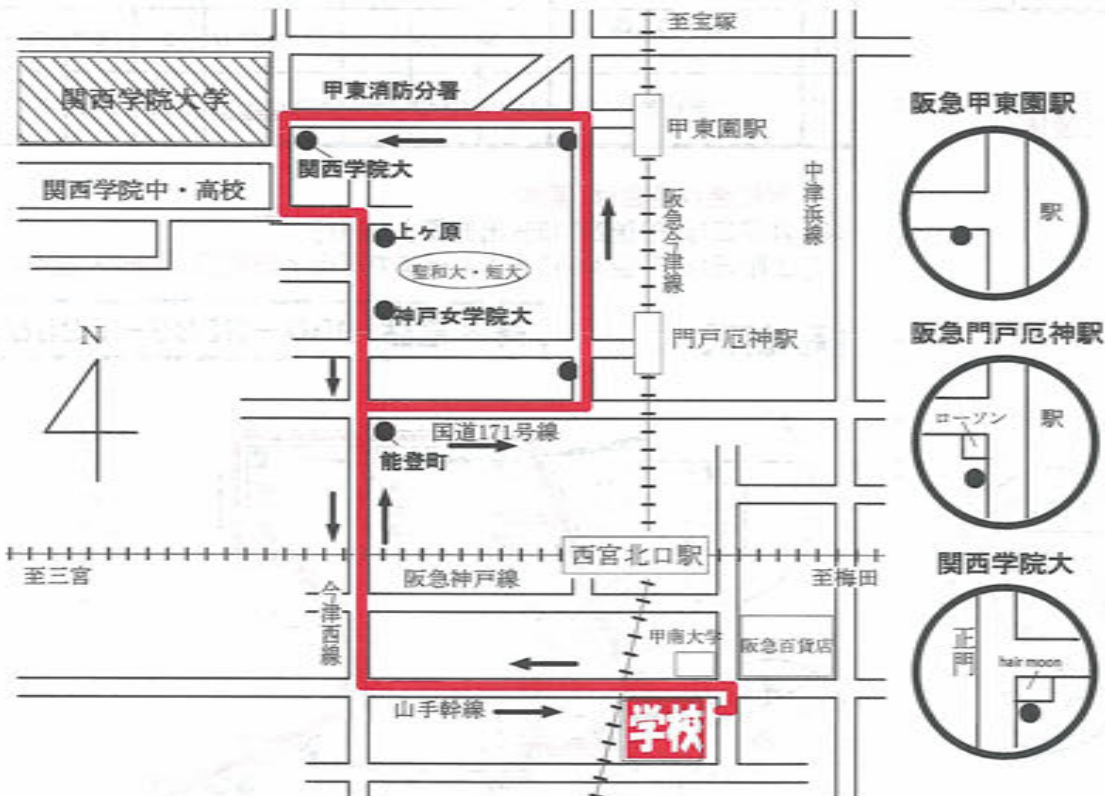 至宝塚
関西学院大学
甲東消防分署
甲東園駅
関西学院大
関西学院中・高校
上ヶ原
聖和大・短大
神戸女学院大
阪急今津線
中津浜線
門戸厄神駅
N
国道171号線
能登町
西宮北口駅
至三宮
阪急神戸線
至梅田
今津西線
甲南大学
阪急百貨店
山手幹線
学校
阪急甲東園駅
駅
阪急門戸厄神駅
ローソン
駅
関西学院大
正門
hair moon